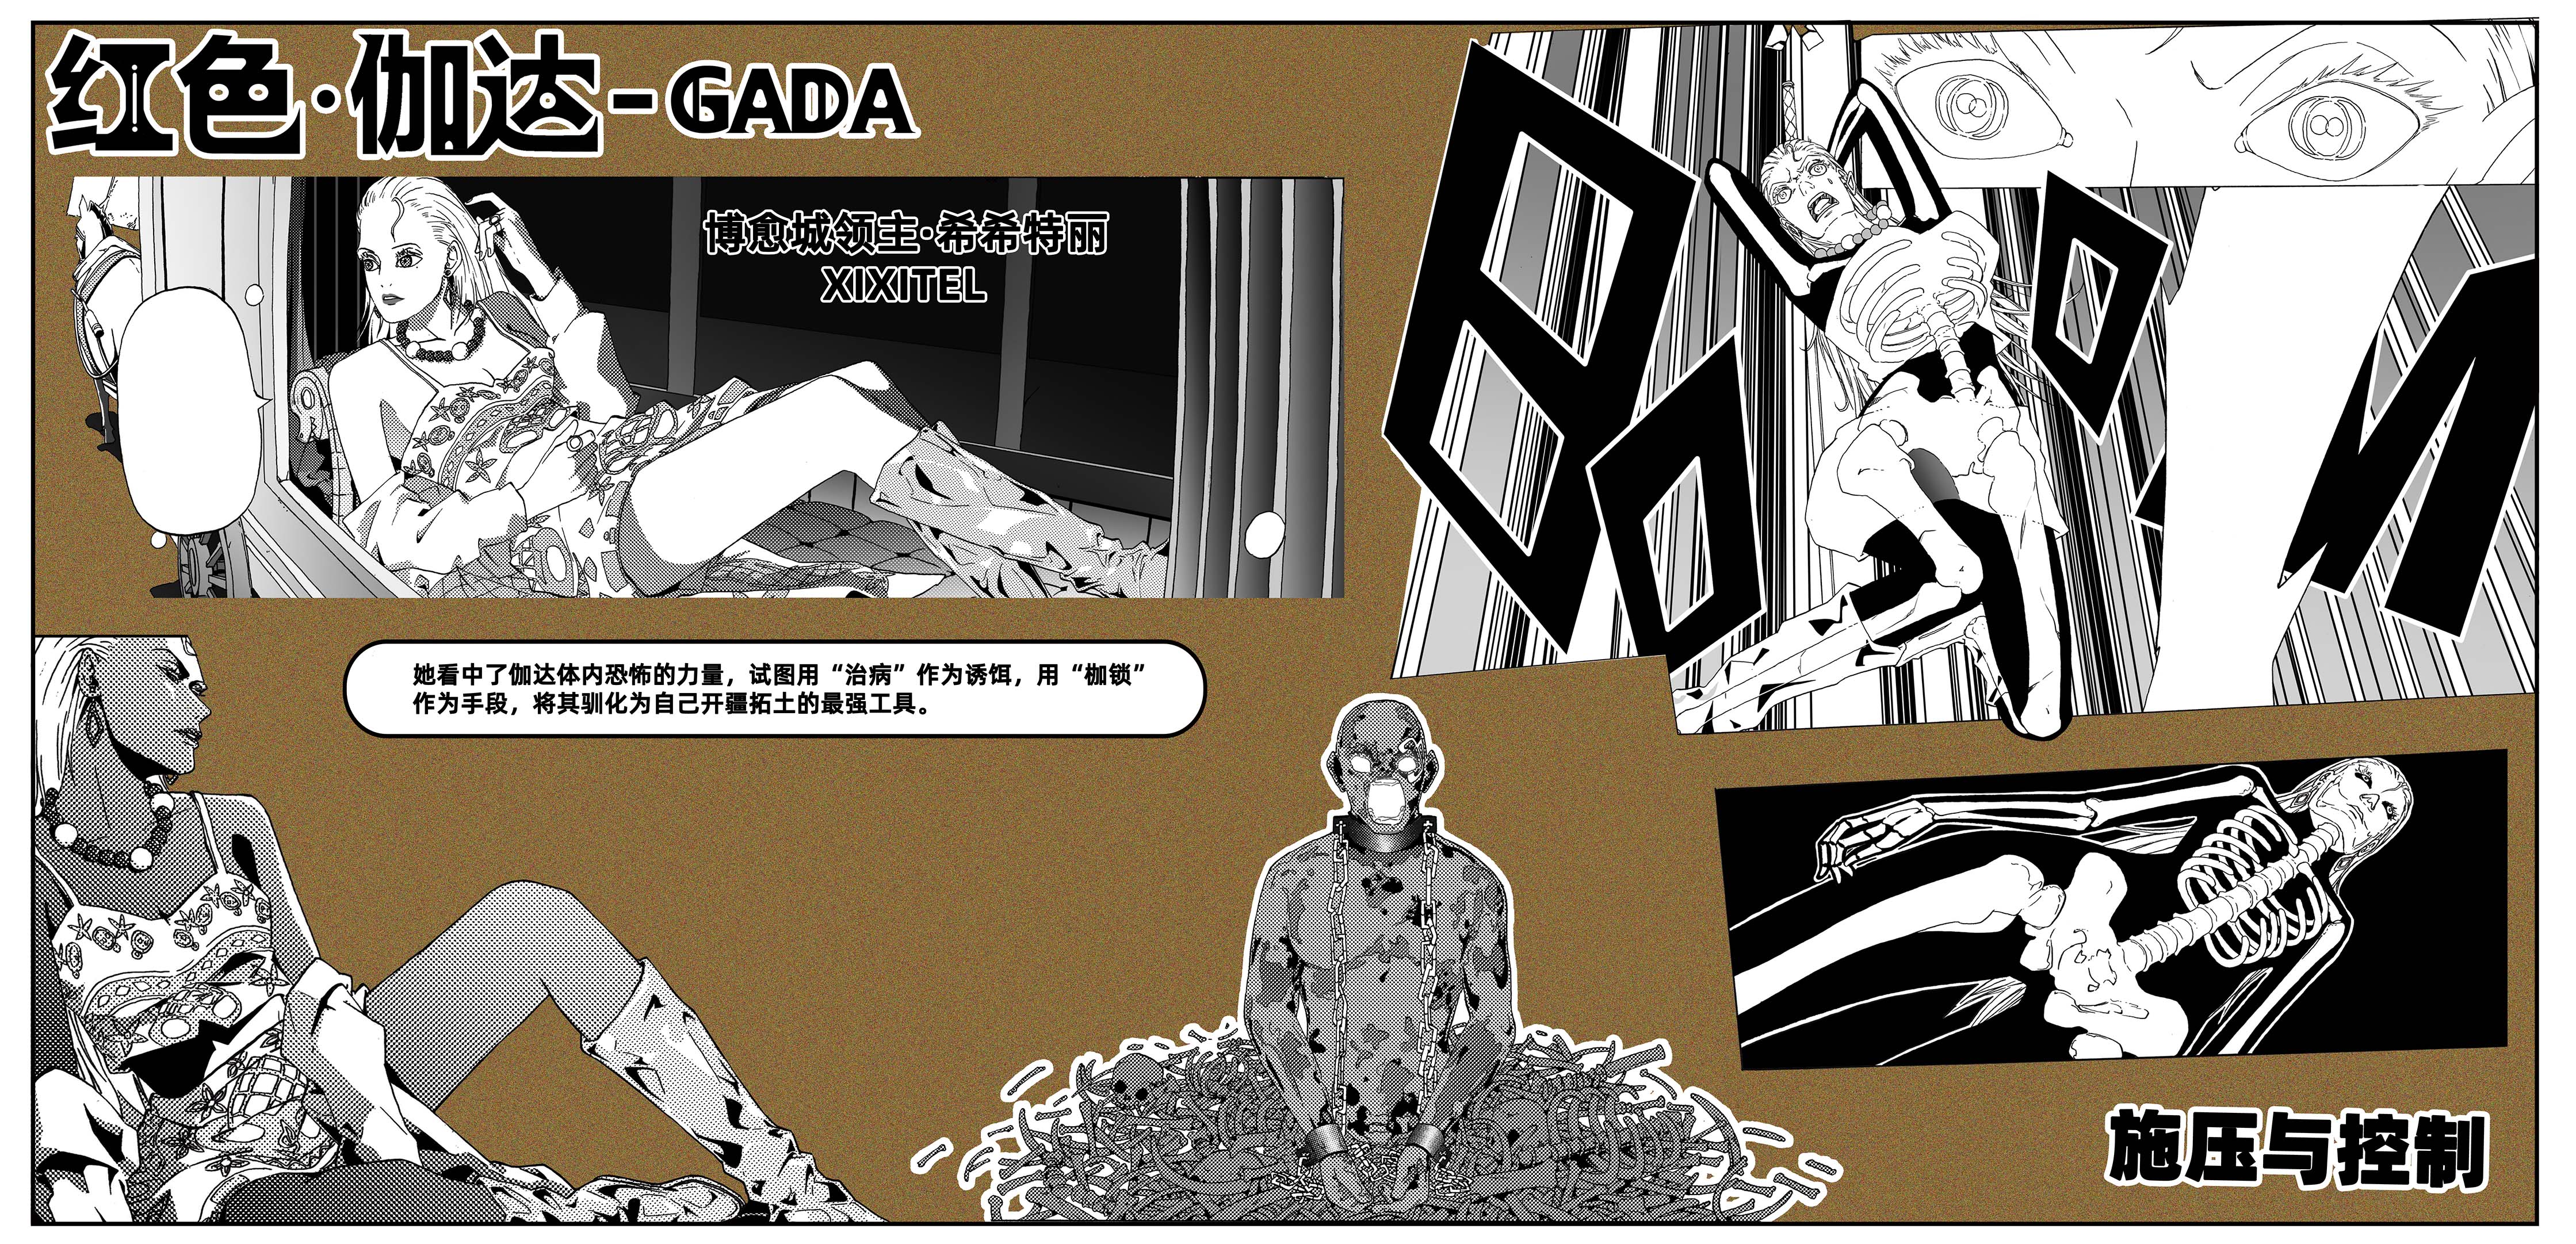 红色·伽达-GADA
博愈城领主·希希特丽
XIXITEL
她看中了伽达体内恐怖的力量，试图用“治病”作为诱饵，用“枷锁”
作为手段，将其驯化为自己开疆拓土的最强工具。
施压与控制